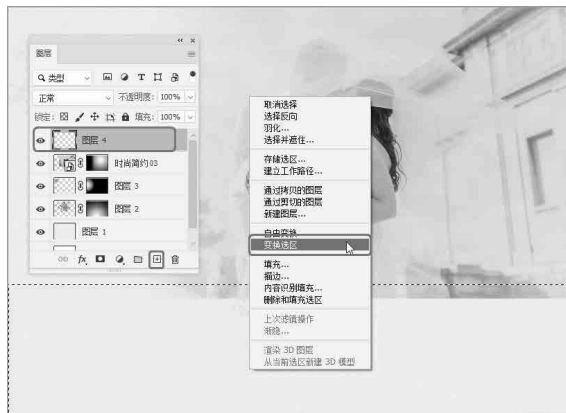 图层
类型
正常
不透明度: 100%
锁定:
填充: 100%
图层 4
时尚简约03
图层 3
图层 2
图层 1
fx
取消选择
选择反向
羽化...
选择并遮住...
存储选区...
建立工作路径...
通过拷贝的图层
通过剪切的图层
新建图层...
自由变换
变换选区
填充...
描边...
内容识别填充...
删除和填充选区
上次滤镜操作
渐隐...
渲染 3D 图层
从当前选区新建 3D 模型